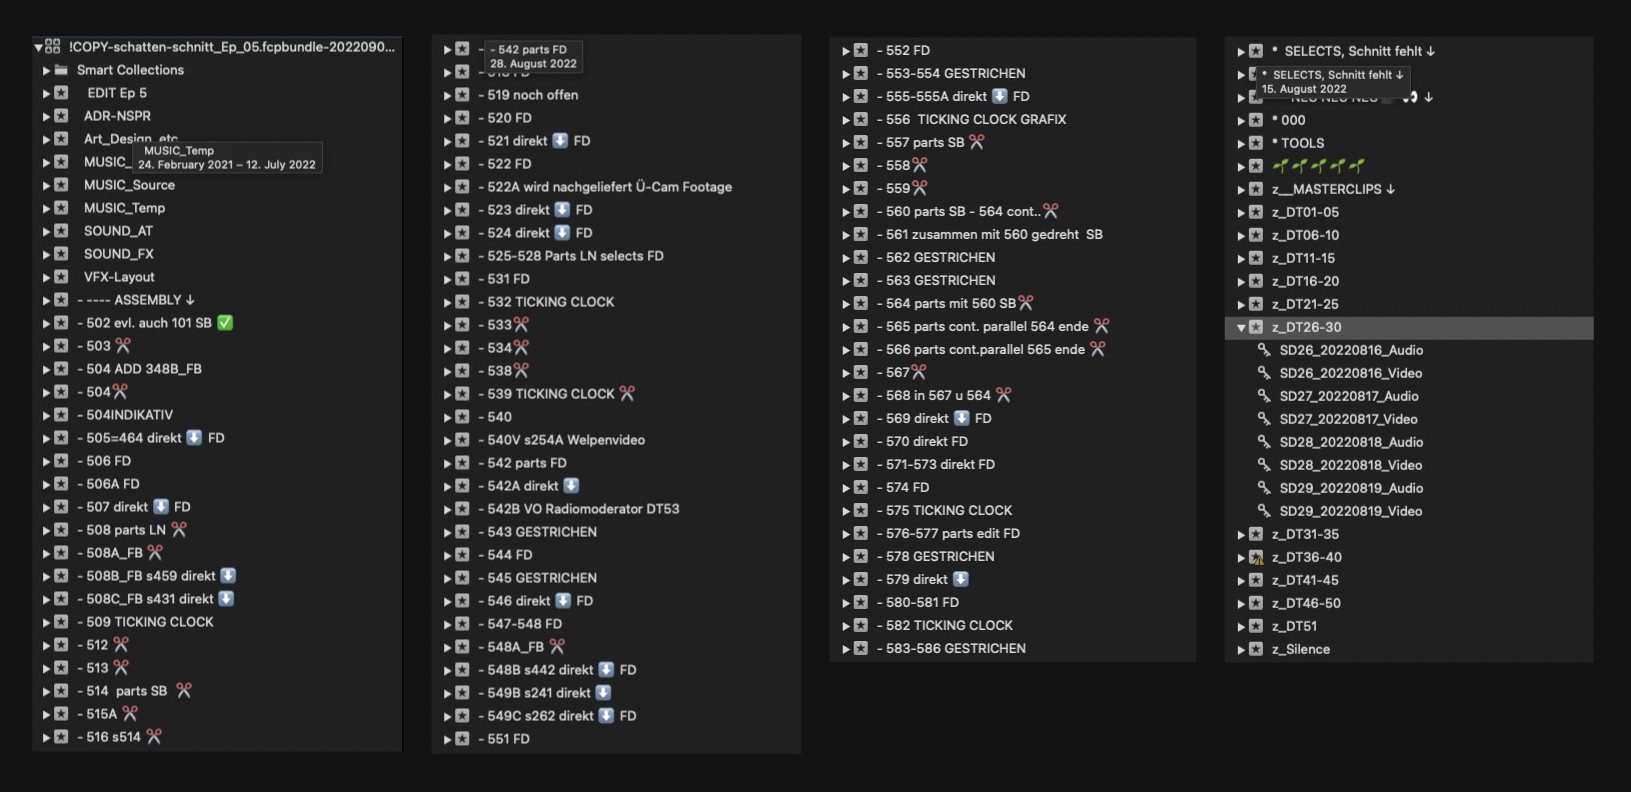 !COPY-schatten-schnitt_Ep_05.fcpbundle-2022090...
Smart Collections
EDIT Ep 5
ADR-NSPR
Art_Design, etc
MUSIC_
MUSIC_Temp
24. February 2021 – 12. July 2022
MUSIC_Source
MUSIC_Temp
SOUND_AT
SOUND_FX
VFX-Layout
- ---- ASSEMBLY ↓
- 502 evl. auch 101 SB ✅
- 503 ✂️
- 504 ADD 348B_FB
- 504✂️
- 504INDIKATIV
- 505=464 direkt ⬇️ FD
- 506 FD
- 506A FD
- 507 direkt ⬇️ FD
- 508 parts LN ✂️
- 508A_FB ✂️
- 508B_FB s459 direkt ⬇️
- 508C_FB s431 direkt ⬇️
- 509 TICKING CLOCK
- 512 ✂️
- 513 ✂️
- 514 parts SB ✂️
- 515A ✂️
- 516 s514 ✂️
- 542 parts FD
28. August 2022
- 519 noch offen
- 520 FD
- 521 direkt ⬇️ FD
- 522 FD
- 522A wird nachgeliefert Ü-Cam Footage
- 523 direkt ⬇️ FD
- 524 direkt ⬇️ FD
- 525-528 Parts LN selects FD
- 531 FD
- 532 TICKING CLOCK
- 533✂️
- 534✂️
- 538✂️
- 539 TICKING CLOCK ✂️
- 540
- 540V s254A Welpenvideo
- 542 parts FD
- 542A direkt ⬇️
- 542B VO Radiomoderator DT53
- 543 GESTRICHEN
- 544 FD
- 545 GESTRICHEN
- 546 direkt ⬇️ FD
- 547-548 FD
- 548A_FB ✂️
- 548B s442 direkt ⬇️ FD
- 549B s241 direkt ⬇️
- 549C s262 direkt ⬇️ FD
- 551 FD
- 552 FD
- 553-554 GESTRICHEN
- 555-555A direkt ⬇️ FD
- 556 TICKING CLOCK GRAFIX
- 557 parts SB ✂️
- 558✂️
- 559✂️
- 560 parts SB - 564 cont..✂️
- 561 zusammen mit 560 gedreht SB
- 562 GESTRICHEN
- 563 GESTRICHEN
- 564 parts mit 560 SB✂️
- 565 parts cont. parallel 564 ende ✂️
- 566 parts cont.parallel 565 ende ✂️
- 567✂️
- 568 in 567 u 564 ✂️
- 569 direkt ⬇️ FD
- 570 direkt FD
- 571-573 direkt FD
- 574 FD
- 575 TICKING CLOCK
- 576-577 parts edit FD
- 578 GESTRICHEN
- 579 direkt ⬇️
- 580-581 FD
- 582 TICKING CLOCK
- 583-586 GESTRICHEN
* SELECTS, Schnitt fehlt ↓
* SELECTS, Schnitt fehlt ↓
15. August 2022
* 000
* TOOLS
🌱🌱🌱🌱🌱
z__MASTERCLIPS ↓
z_DT01-05
z_DT06-10
z_DT11-15
z_DT16-20
z_DT21-25
z_DT26-30
SD26_20220816_Audio
SD26_20220816_Video
SD27_20220817_Audio
SD27_20220817_Video
SD28_20220818_Audio
SD28_20220818_Video
SD29_20220819_Audio
SD29_20220819_Video
z_DT31-35
z_DT36-40
z_DT41-45
z_DT46-50
z_DT51
z_Silence